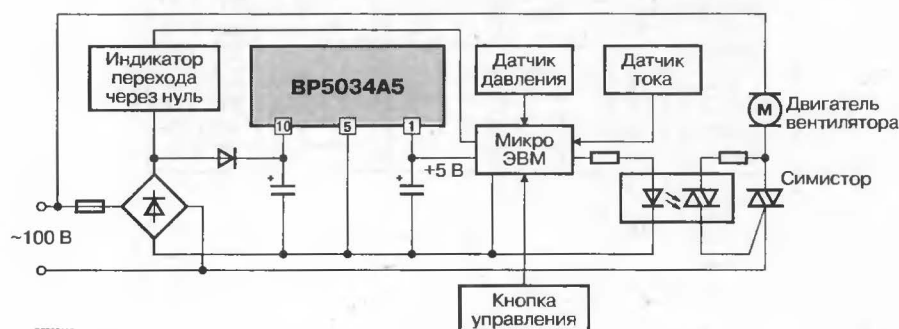 Индикатор
перехода
через нуль
BP5034A5
10
5
1
Датчик
давления
Датчик
тока
M
Двигатель
вентилятора
Микро
ЭВМ
+
+
+5 В
Симистор
~100 В
Кнопка
управления